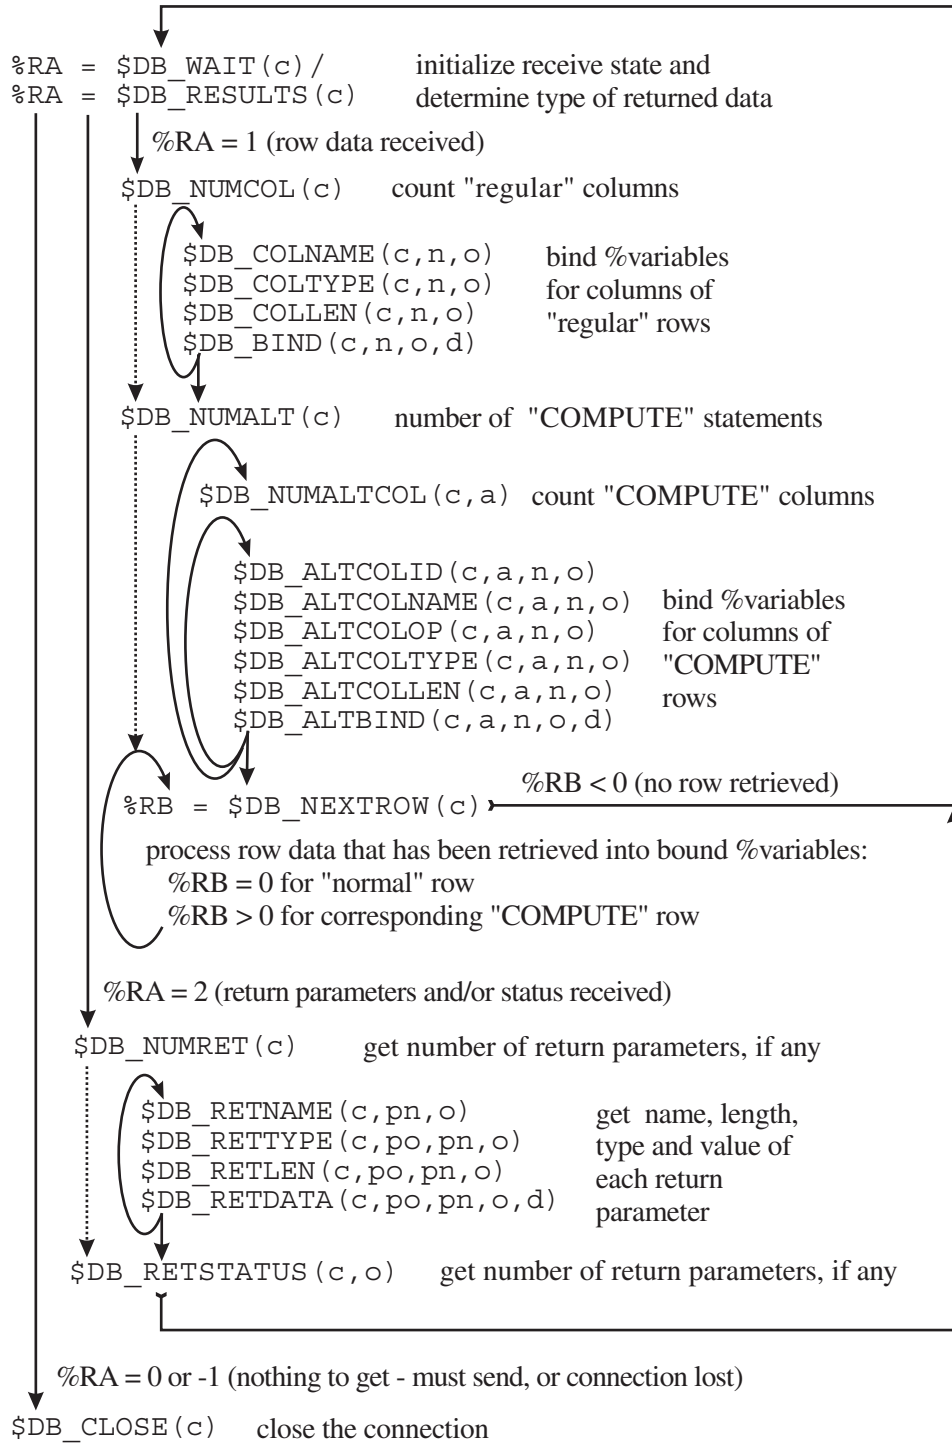 %RA = $DB_WAIT(c)/ initialize receive state and
%RA = $DB_RESULTS(c) determine type of returned data
%RA = 1 (row data received)
$DB_NUMCOL(c) count "regular" columns
$DB_COLNAME(c,n,o) bind %variables
$DB_COLTYPE(c,n,o) for columns of
$DB_COLLEN(c,n,o) "regular" rows
$DB_BIND(c,n,o,d)
$DB_NUMALT(c) number of "COMPUTE" statements
$DB_NUMALTCOL(c,a) count "COMPUTE" columns
$DB_ALTCOLID(c,a,n,o)
$DB_ALTCOLNAME(c,a,n,o) bind %variables
$DB_ALTCOLOP(c,a,n,o) for columns of
$DB_ALTCOLTYPE(c,a,n,o) "COMPUTE"
$DB_ALTCOLLEN(c,a,n,o) rows
$DB_ALTBIND(c,a,n,o,d)
%RB < 0 (no row retrieved)
%RB = $DB_NEXTROW(c)
process row data that has been retrieved into bound %variables:
%RB = 0 for "normal" row
%RB > 0 for corresponding "COMPUTE" row
%RA = 2 (return parameters and/or status received)
$DB_NUMRET(c) get number of return parameters, if any
$DB_RETNAME(c,pn,o) get name, length,
$DB_RETTYPE(c,po,pn,o) type and value of
$DB_RETLEN(c,po,pn,o) each return
$DB_RETDATA(c,po,pn,o,d) parameter
$DB_RETSTATUS(c,o) get number of return parameters, if any
%RA = 0 or -1 (nothing to get - must send, or connection lost)
$DB_CLOSE(c) close the connection